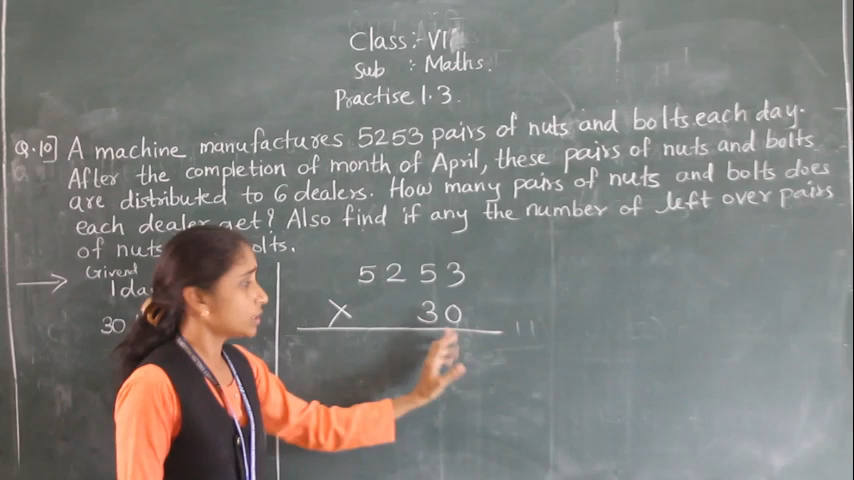 Class:- VI
Sub :- Maths.
Practise 1.3.
Q.10] A machine manufactures 5253 pairs of nuts and bolts each day.
After the completion of month of April, these pairs of nuts and bolts
are distributed to 6 dealers. How many pairs of nuts and bolts does
each dealer get? Also find if any the number of left over pairs
of nuts olts.
→ Given
1 da
30
5253
X 30